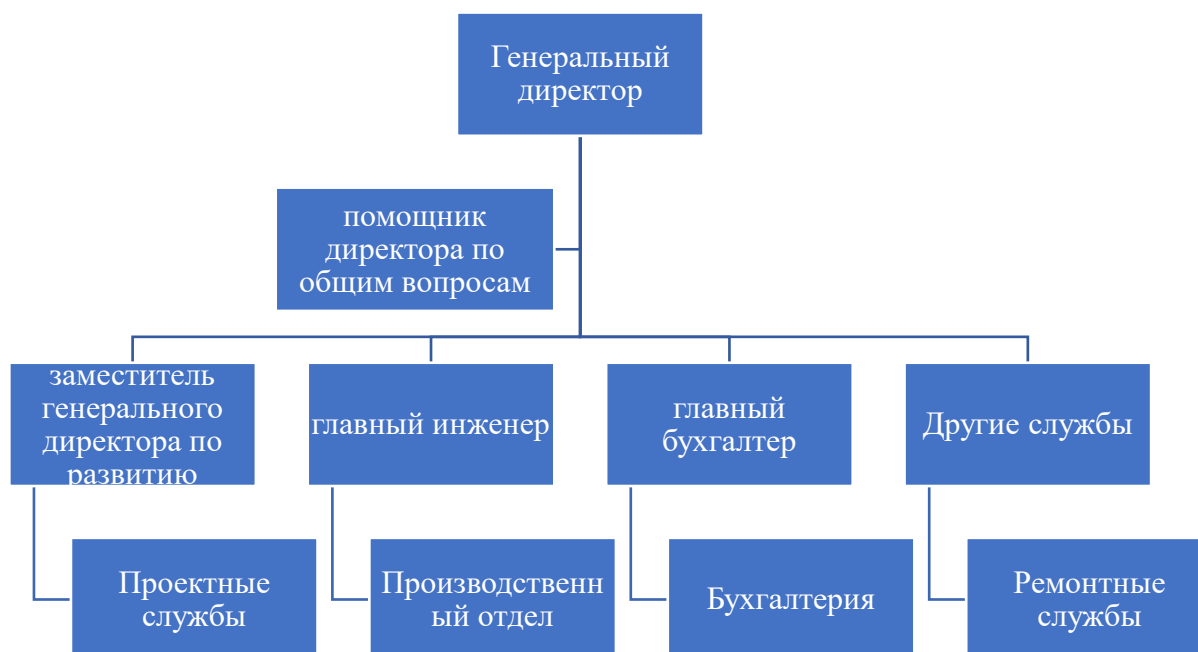 Генеральный
директор
помощник
директора по
общим вопросам
заместитель
генерального
директора по
развитию
главный инженер
главный
бухгалтер
Другие службы
Проектные
службы
Производственн
ый отдел
Бухгалтерия
Ремонтные
службы